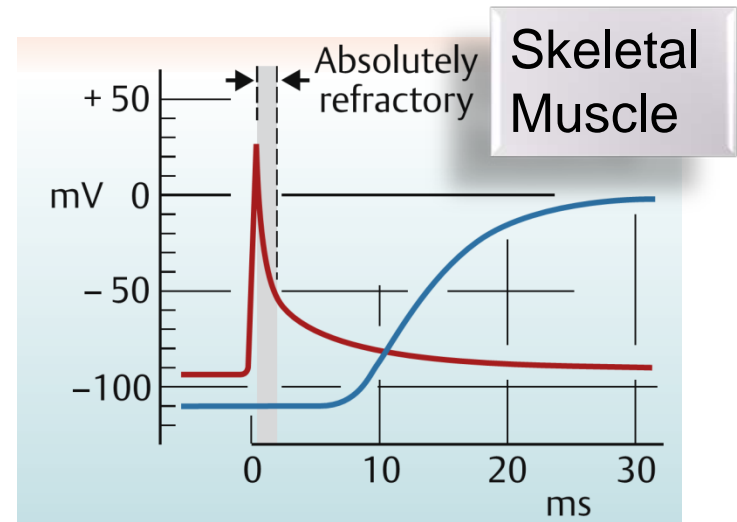 Skeletal
Muscle
Absolutely
refractory
+ 50
mV 0
– 50
–100
0 10 20 30
ms